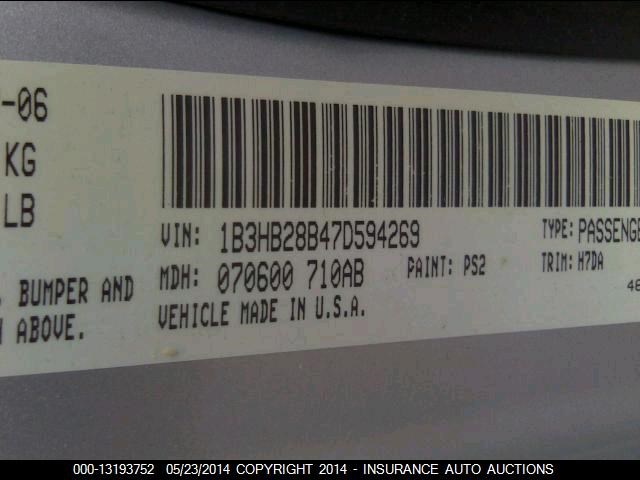 -06
KG
LB
VIN: 1B3HB28B47D594269 TYPE: PASSENGE
MDH: 070600 710AB PAINT: PS2 TRIM: H7DA
BUMPER AND
ABOVE.
VEHICLE MADE IN U.S.A.
48
000-13193752 05/23/2014 COPYRIGHT 2014 - INSURANCE AUTO AUCTIONS